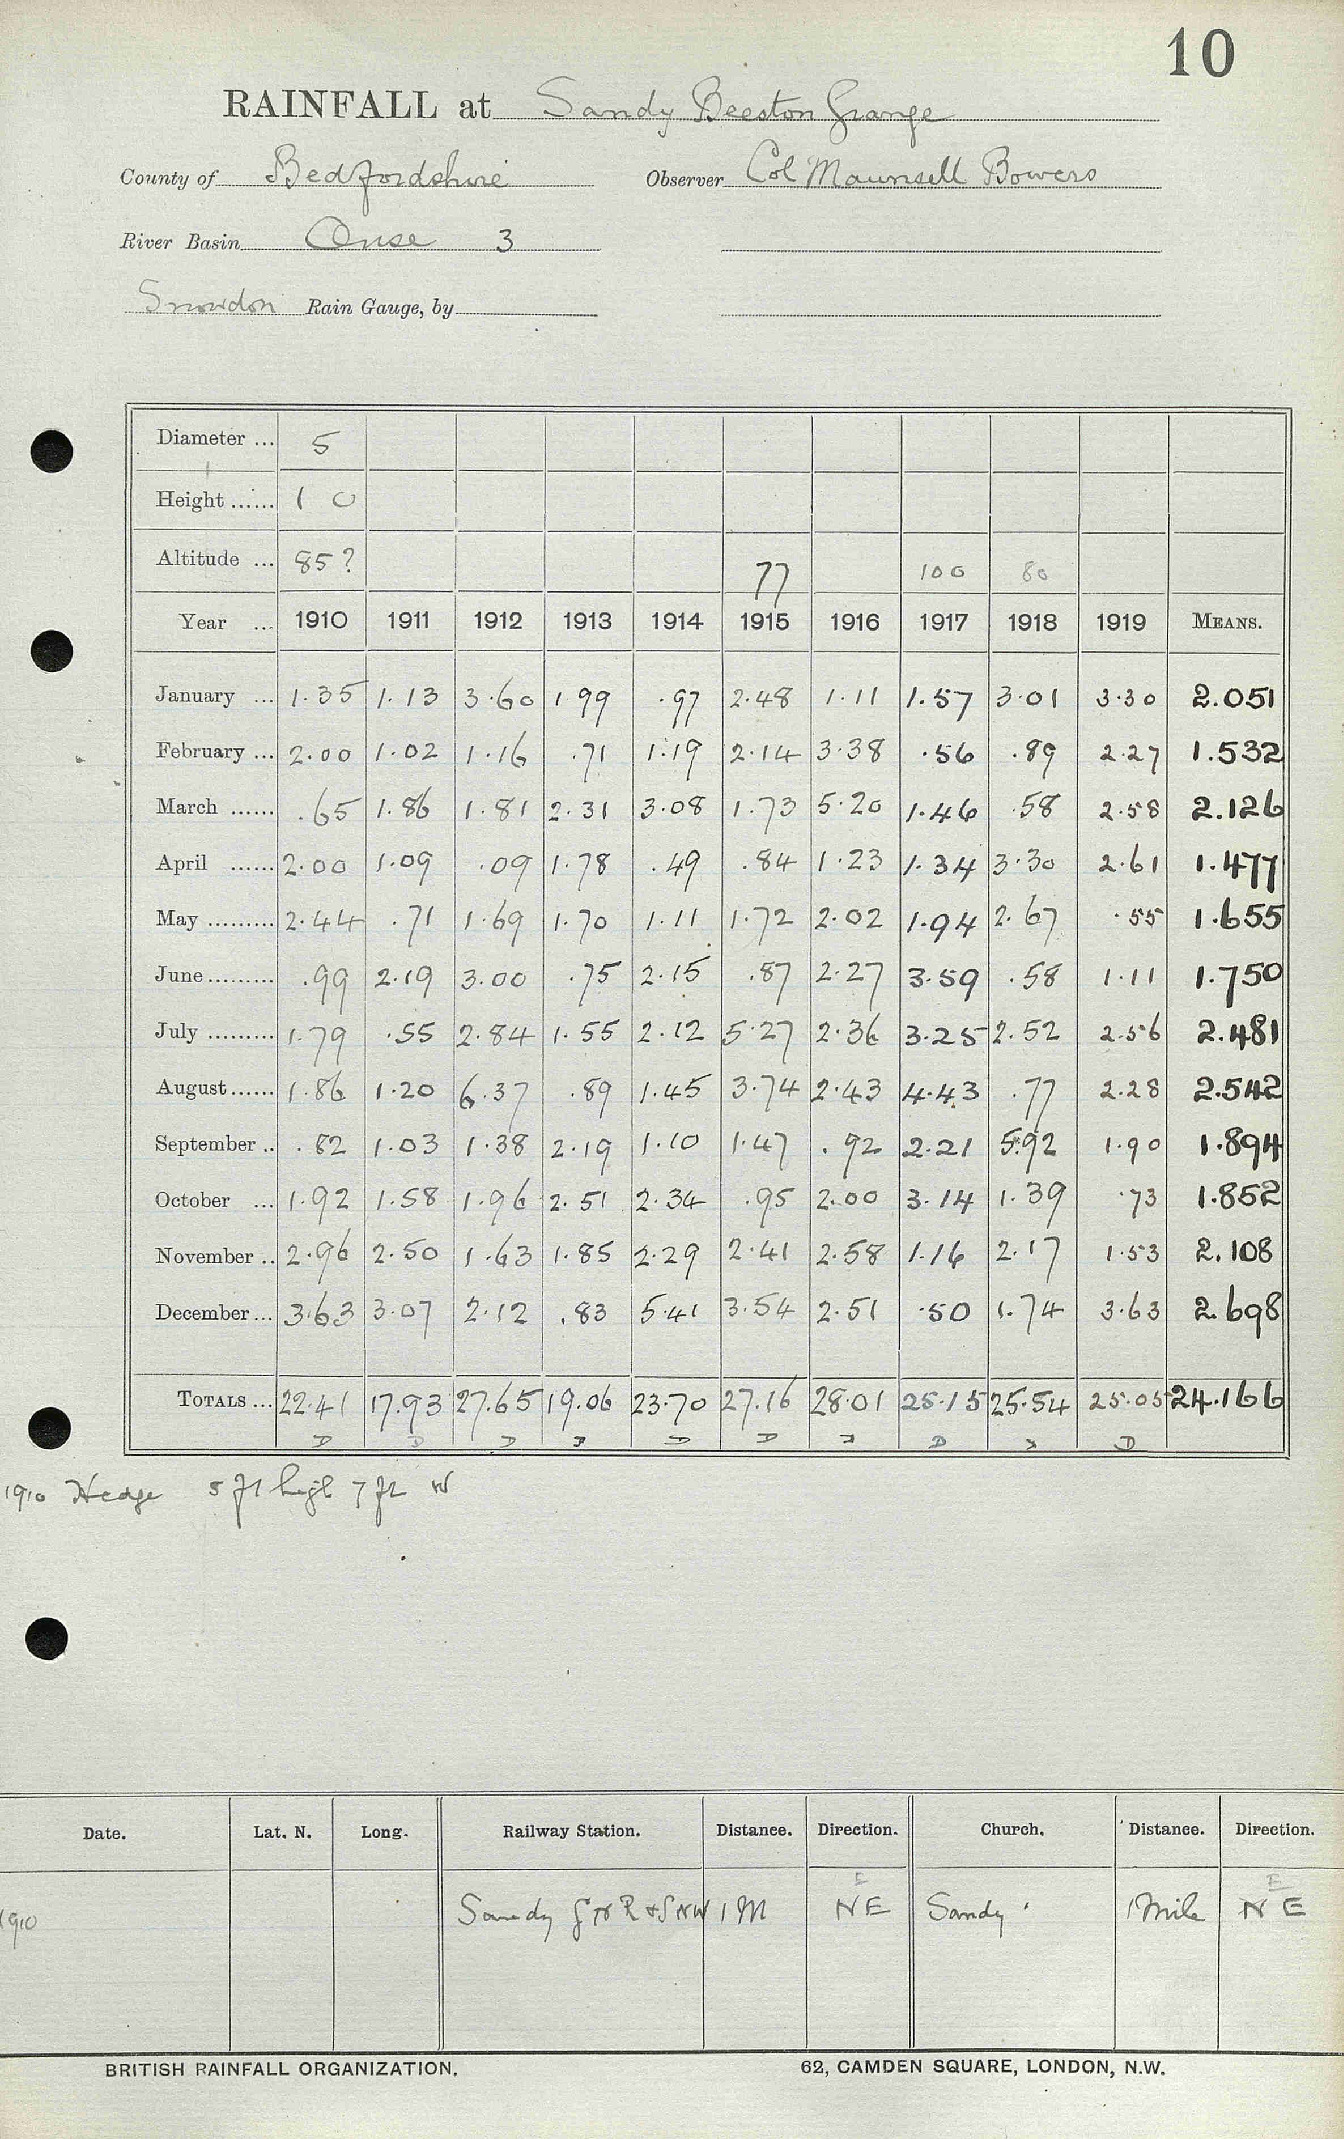 10
RAINFALL at Sandy Beeston Grange
County of Bedfordshire Observer Col Maunsell Bowers
River Basin Ouse 3
Snowdon Rain Gauge, by
Diameter ... 5
Height ...... 1 0
Altitude ... 85? 77 100 80
Year ... 1910 1911 1912 1913 1914 1915 1916 1917 1918 1919 MEANS.
January ... 1.35 1.13 3.60 1.99 .97 2.48 1.11 1.57 3.01 3.30 2.051
February ... 2.00 1.02 1.16 .71 1.19 2.14 3.38 .56 .89 2.27 1.532
March ...... .65 1.86 1.81 2.31 3.08 1.73 5.20 1.46 .58 2.58 2.126
April ...... 2.00 1.09 .09 1.78 .49 .84 1.23 1.34 3.30 2.61 1.477
May ......... 2.44 .71 1.69 1.70 1.11 1.72 2.02 1.94 2.67 .55 1.655
June ......... .99 2.19 3.00 .75 2.15 .87 2.27 3.59 .58 1.11 1.750
July ......... 1.79 .55 2.84 1.55 2.12 5.27 2.36 3.25 2.52 2.56 2.481
August ...... 1.86 1.20 6.37 .89 1.45 3.74 2.43 4.43 .77 2.28 2.542
September .. .82 1.03 1.38 2.19 1.10 1.47 .92 2.21 5.92 1.90 1.894
October ... 1.92 1.58 1.96 2.51 2.34 .95 2.00 3.14 1.39 .73 1.852
November .. 2.96 2.50 1.63 1.85 2.29 2.41 2.58 1.16 2.17 1.53 2.108
December ... 3.63 3.07 2.12 .83 5.41 3.54 2.51 .50 1.74 3.63 2.698
TOTALS ... 22.41 17.93 27.65 19.06 23.70 27.16 28.01 25.15 25.54 25.05 24.166
D D D D D D D D D D
1910 Hedge 5 ft high 7 ft W
Date. Lat. N. Long. Railway Station. Distance. Direction. Church. Distance. Direction.
E E
1910 Sandy G N R & L N W 1 M N E Sandy 1 Mile N E
BRITISH RAINFALL ORGANIZATION. 62, CAMDEN SQUARE, LONDON, N.W.